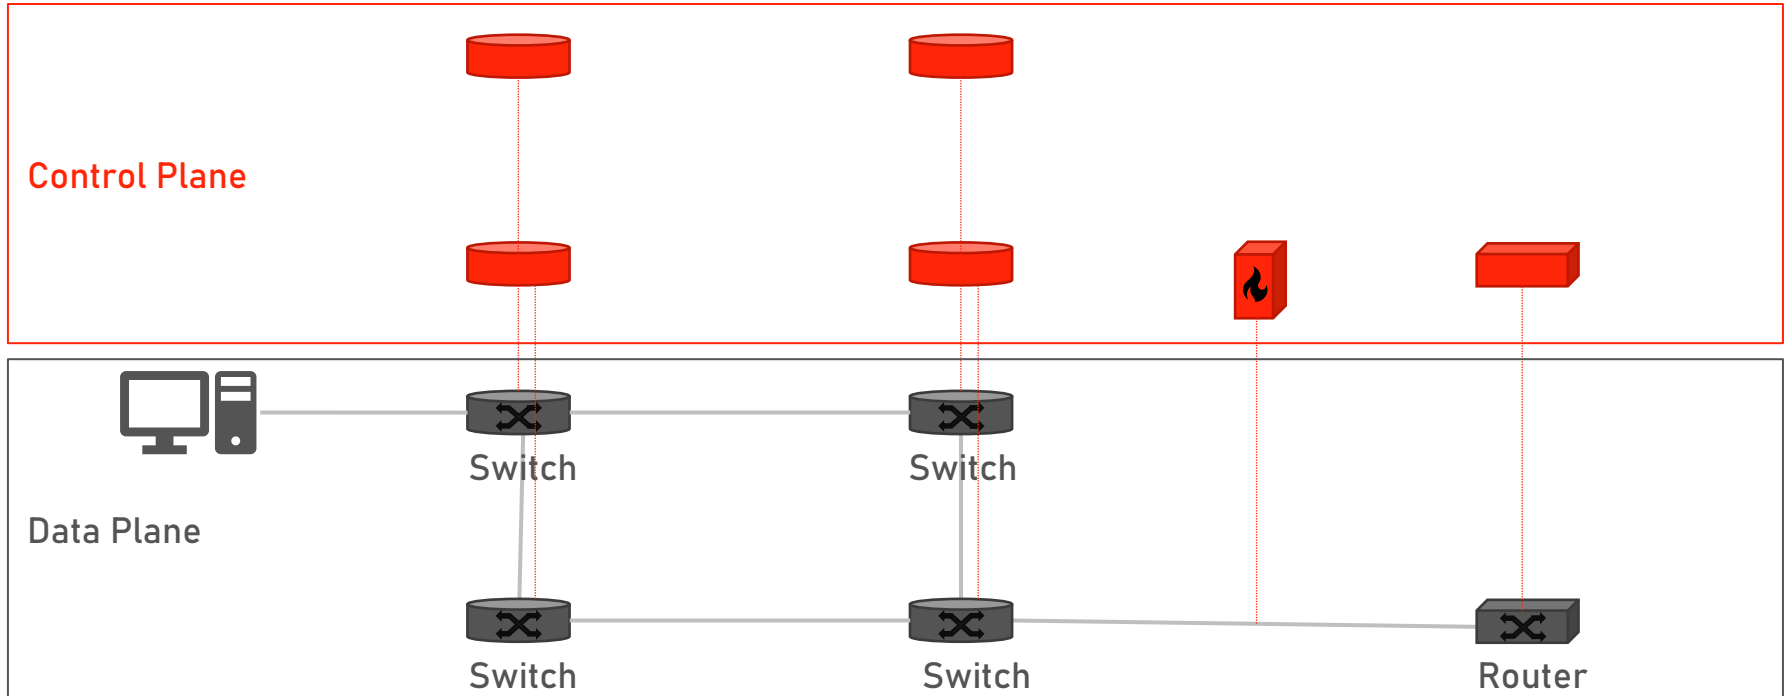 Control Plane
Switch
Switch
Data Plane
Switch
Switch
Router